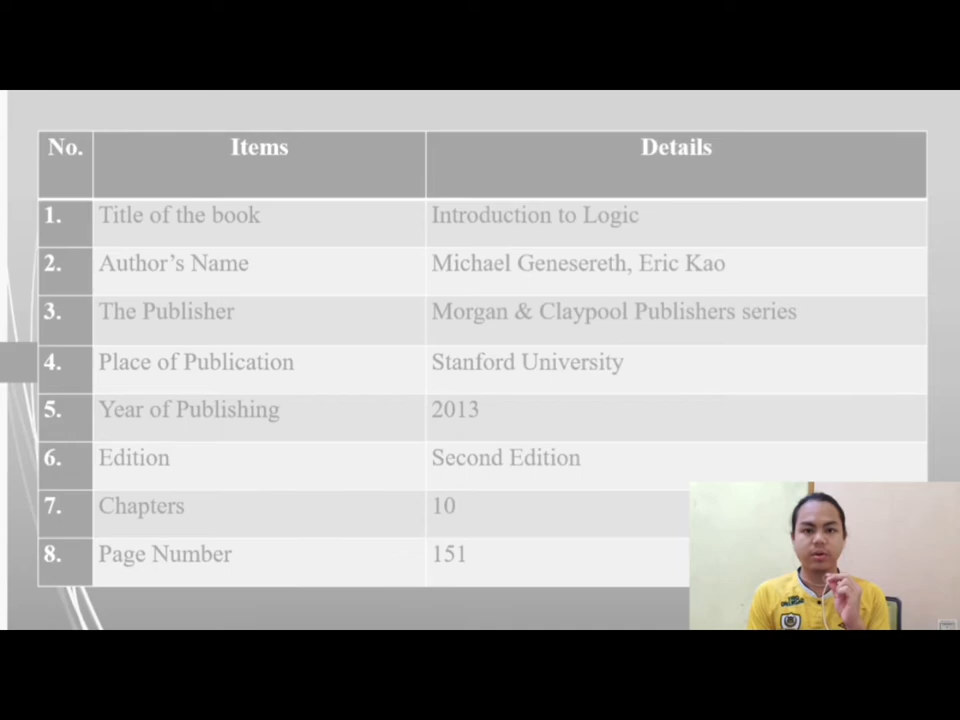 No. Items Details
1. Title of the book Introduction to Logic
2. Author’s Name Michael Genesereth, Eric Kao
3. The Publisher Morgan & Claypool Publishers series
4. Place of Publication Stanford University
5. Year of Publishing 2013
6. Edition Second Edition
7. Chapters 10
8. Page Number 151